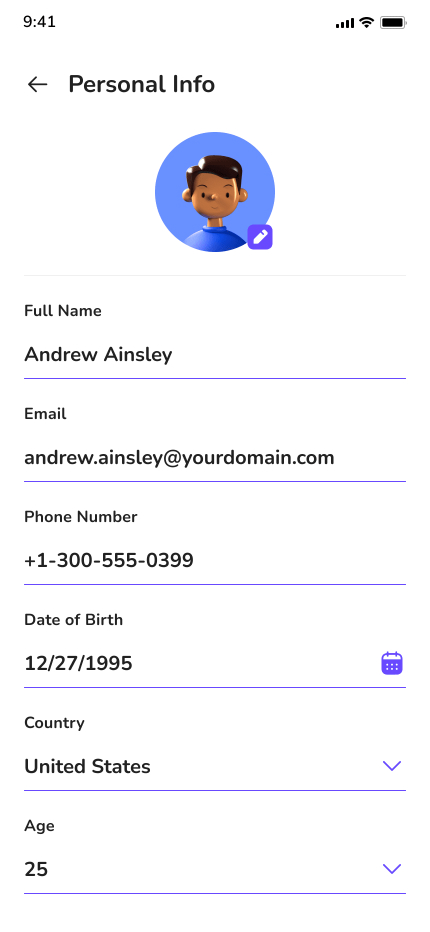 9:41
Personal Info
Full Name
Andrew Ainsley
Email
andrew.ainsley@yourdomain.com
Phone Number
+1-300-555-0399
Date of Birth
12/27/1995
Country
United States
Age
25